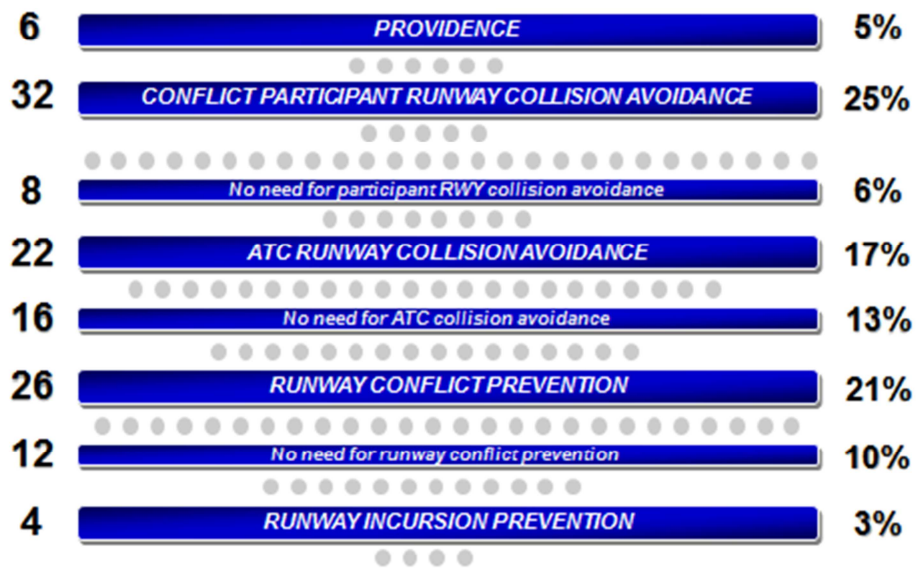 6 PROVIDENCE 5%
32 CONFLICT PARTICIPANT RUNWAY COLLISION AVOIDANCE 25%
8 No need for participant RWY collision avoidance 6%
22 ATC RUNWAY COLLISION AVOIDANCE 17%
16 No need for ATC collision avoidance 13%
26 RUNWAY CONFLICT PREVENTION 21%
12 No need for runway conflict prevention 10%
4 RUNWAY INCURSION PREVENTION 3%